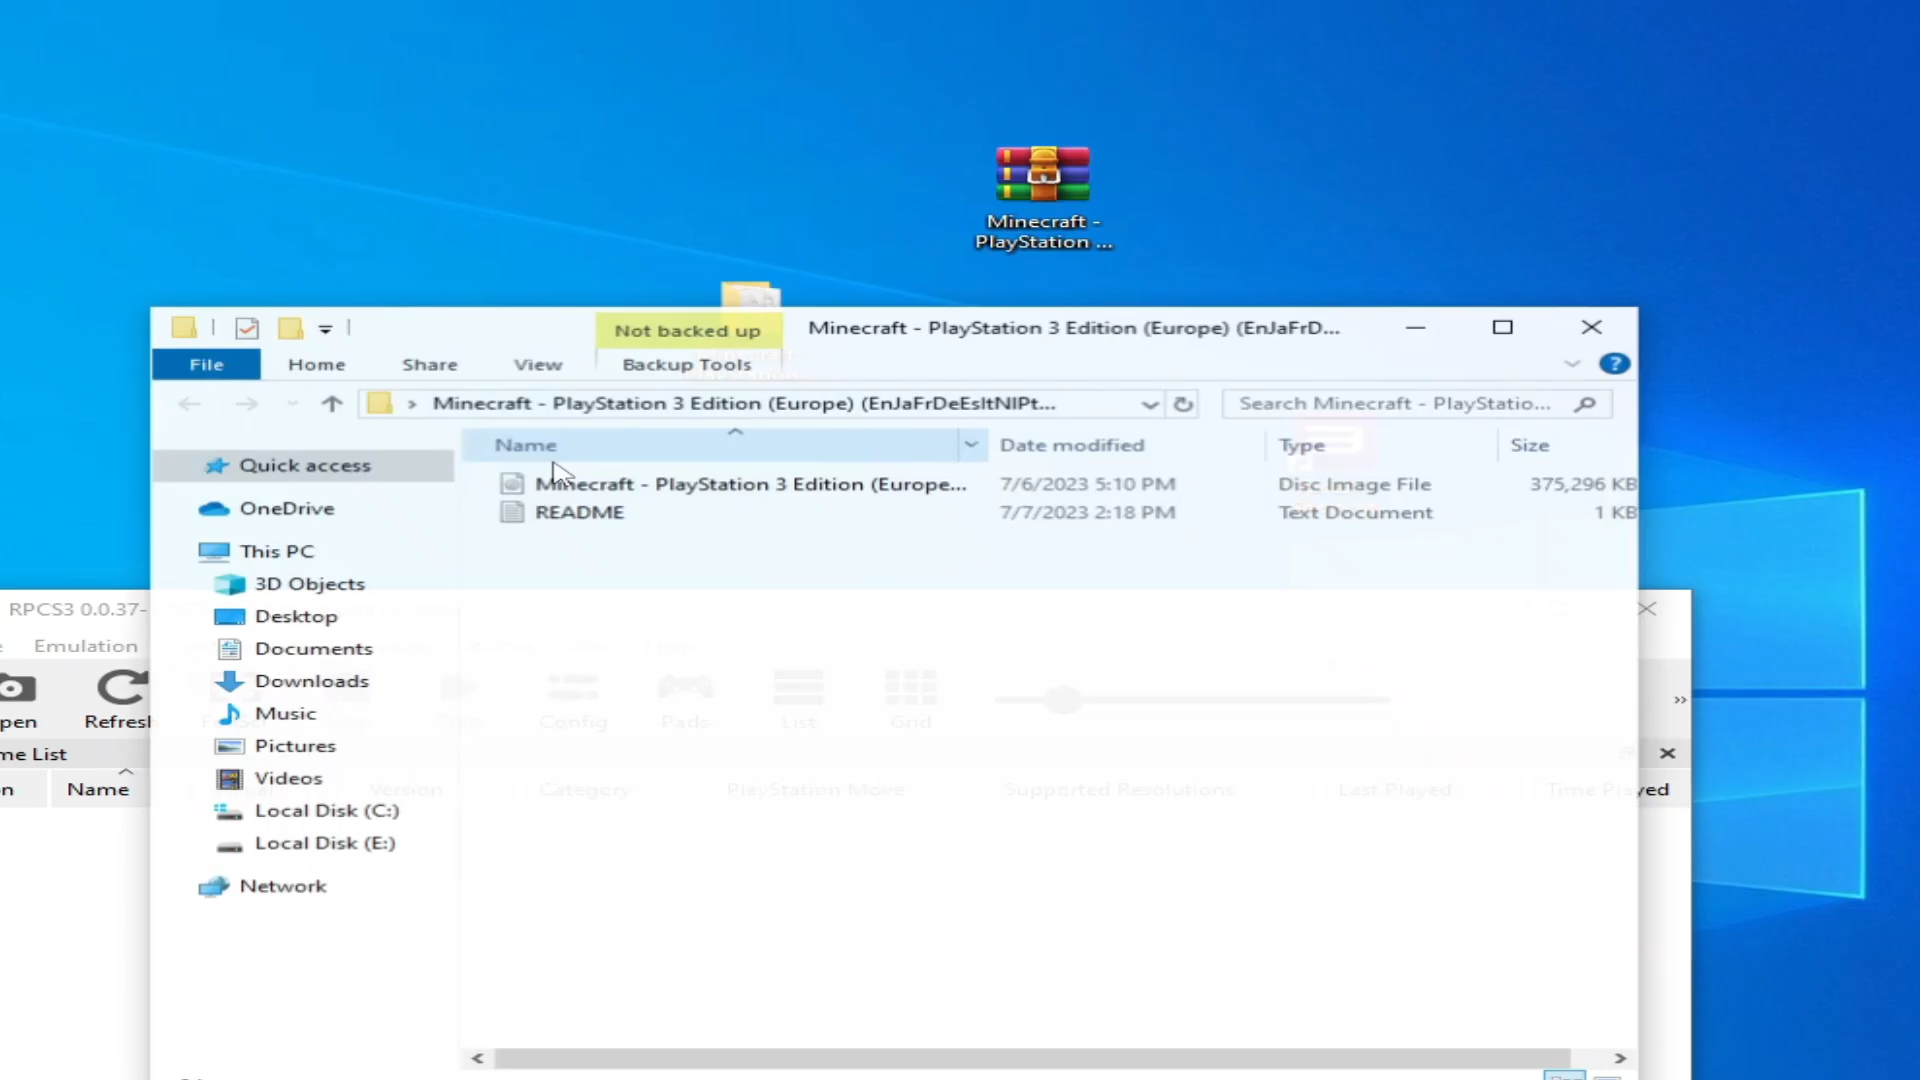 Minecraft -
PlayStation ...
Not backed up
Minecraft - PlayStation 3 Edition (Europe) (EnJaFrD...
File
Home
Share
View
Backup Tools
Minecraft - PlayStation 3 Edition (Europe) (EnJaFrDeEsItNlPt...
Search Minecraft - PlayStatio...
Name
Date modified
Type
Size
Quick access
Minecraft - PlayStation 3 Edition (Europe...
7/6/2023 5:10 PM
Disc Image File
375,296 KB
README
7/7/2023 2:18 PM
Text Document
1 KB
OneDrive
This PC
3D Objects
Desktop
Documents
Downloads
Music
Pictures
Videos
Local Disk (C:)
Local Disk (E:)
Network
RPCS3 0.0.37-
Emulation
pen
Refresh
Config
Pads
List
Grid
me List
Name
Version
Category
PlayStation Move
Supported Resolutions
Last Played
Time Played